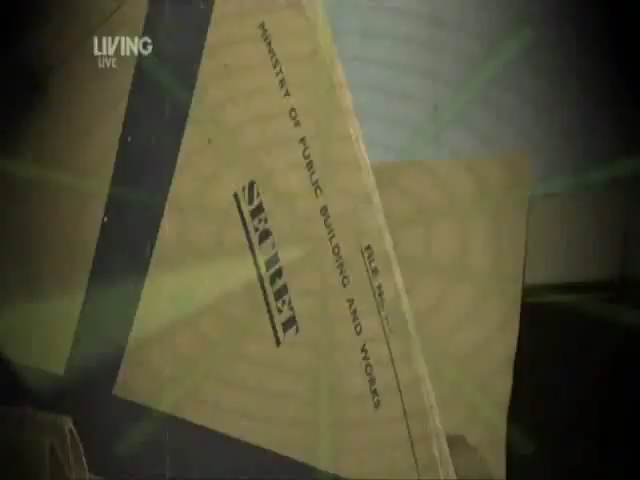 LIVING
LIVE
MINISTRY OF PUBLIC BUILDING AND WORKS
SECRET
FILE No.